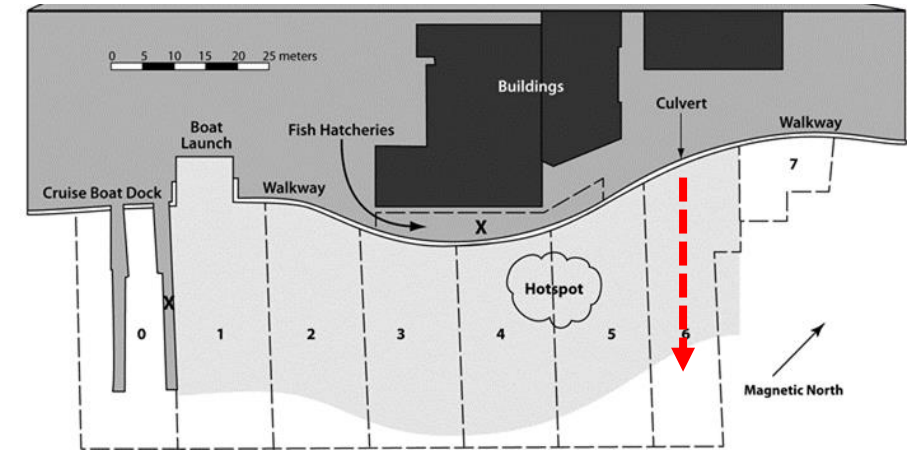 0 5 10 15 20 25 meters
Buildings
Culvert
Walkway
Boat
Launch
Fish Hatcheries
7
Cruise Boat Dock
Walkway
X
Hotspot
X
0
1
2
3
4
5
6
Magnetic North